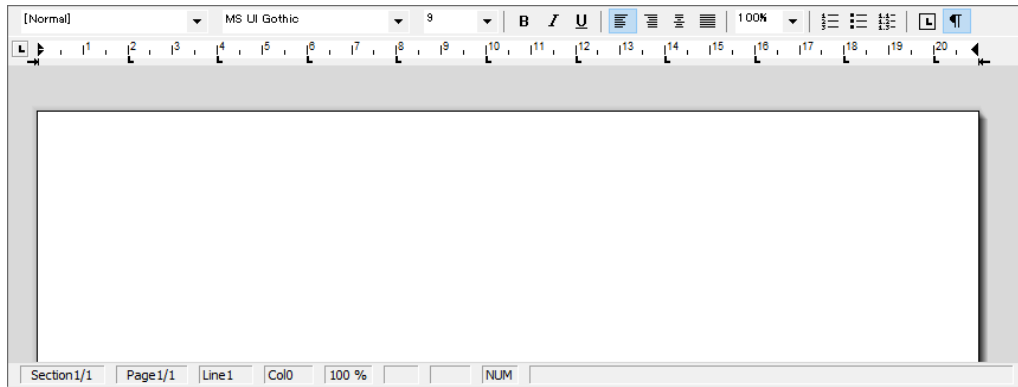 [Normal] MS UI Gothic 9 B I U 100%
L 1 2 3 4 5 6 7 8 9 10 11 12 13 14 15 16 17 18 19 20
Section1/1 Page1/1 Line1 Col0 100 % NUM